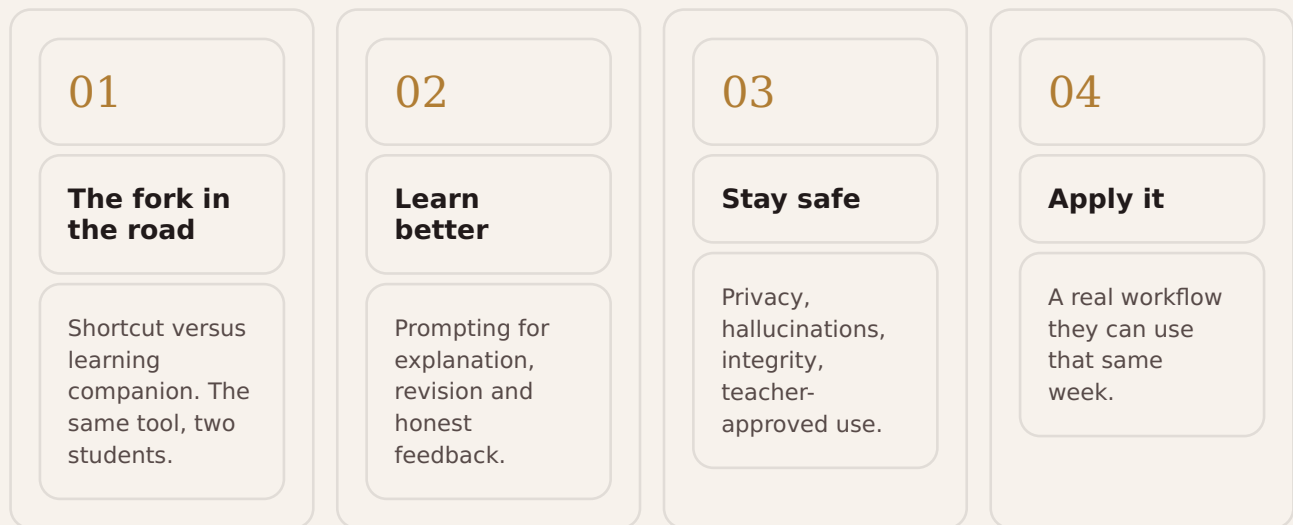 01
The fork in
the road
Shortcut versus
learning
companion. The
same tool, two
students.
02
Learn
better
Prompting for
explanation,
revision and
honest
feedback.
03
Stay safe
Privacy,
hallucinations,
integrity,
teacher-
approved use.
04
Apply it
A real workflow
they can use
that same
week.